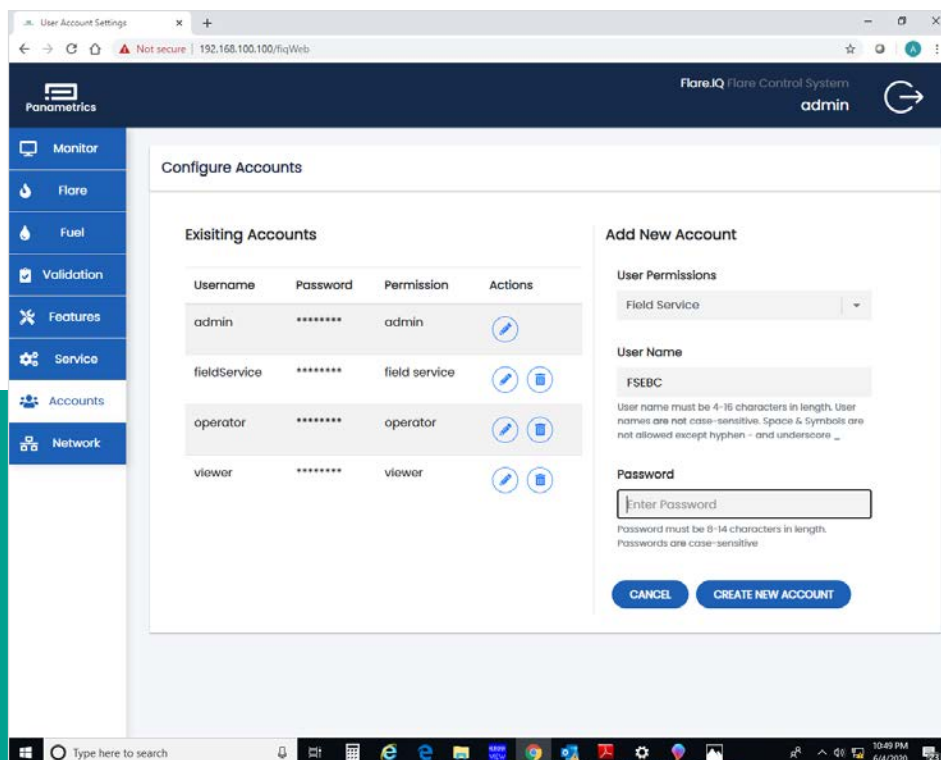 User Account Settings
Not secure | 192.168.100.100/fiqWeb
A
Panametrics
Flare.IQ Flare Control System
admin
Monitor
Flare
Fuel
Validation
Features
Service
Accounts
Network
Configure Accounts
Exisiting Accounts
Username Password Permission Actions
admin ******** admin
fieldService ******** field service
operator ******** operator
viewer ******** viewer
Add New Account
User Permissions
Field Service
User Name
FSEBC
User name must be 4-16 characters in length. User
names are not case-sensitive. Space & Symbols are
not allowed except hyphen - and underscore _
Password
Enter Password
Password must be 8-14 characters in length.
Passwords are case-sensitive
CANCEL CREATE NEW ACCOUNT
Type here to search
10:49 PM
6/4/2020